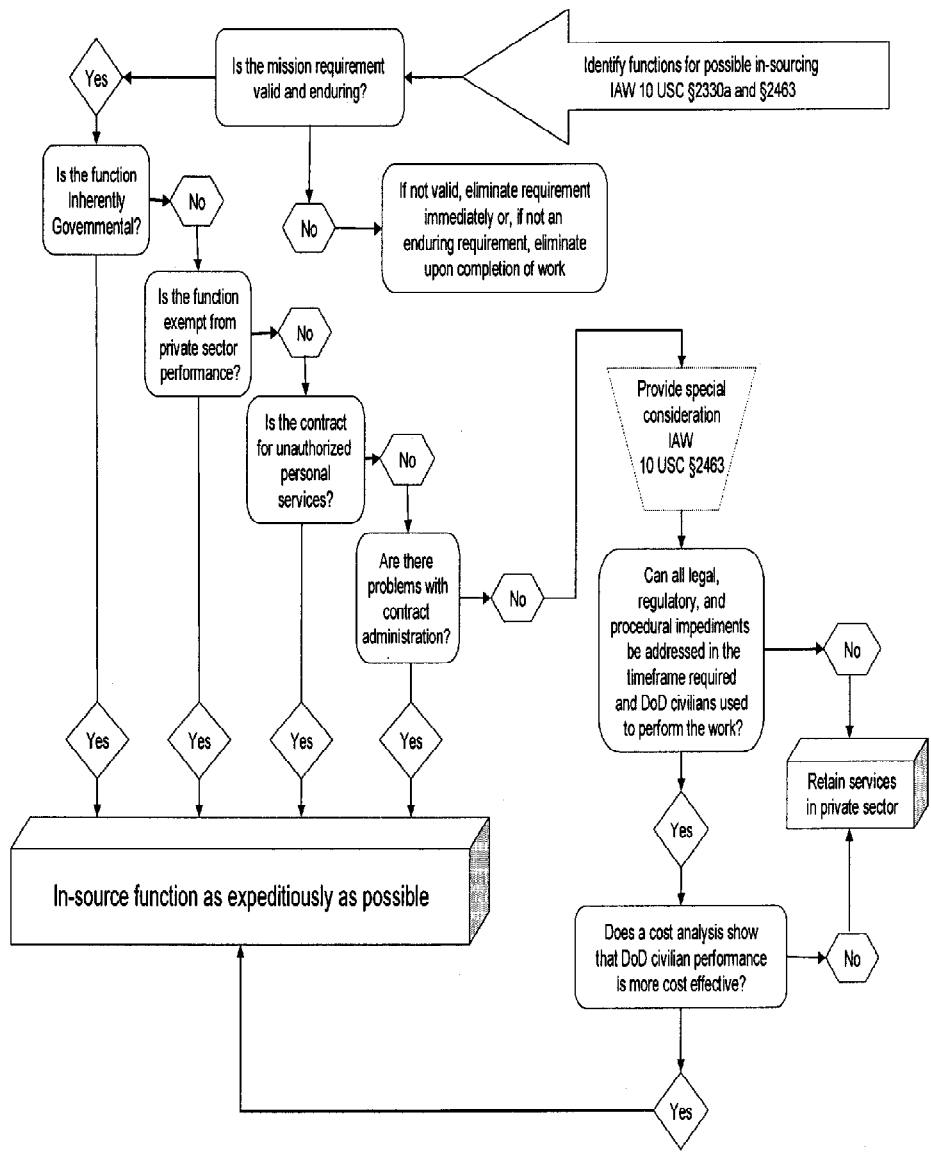 Identify functions for possible in-sourcing
IAW 10 USC §2330a and §2463
Is the mission requirement
valid and enduring?
Yes
No
If not valid, eliminate requirement
immediately or, if not an
enduring requirement, eliminate
upon completion of work
Is the function
Inherently
Governmental?
No
Is the function
exempt from
private sector
performance?
No
Is the contract
for unauthorized
personal
services?
No
Are there
problems with
contract
administration?
No
Provide special
consideration
IAW
10 USC §2463
Can all legal,
regulatory, and
procedural impediments
be addressed in the
timeframe required
and DoD civilians used
to perform the work?
No
Yes
Yes
Yes
Yes
Retain services
in private sector
Yes
In-source function as expeditiously as possible
Does a cost analysis show
that DoD civilian performance
is more cost effective?
No
Yes